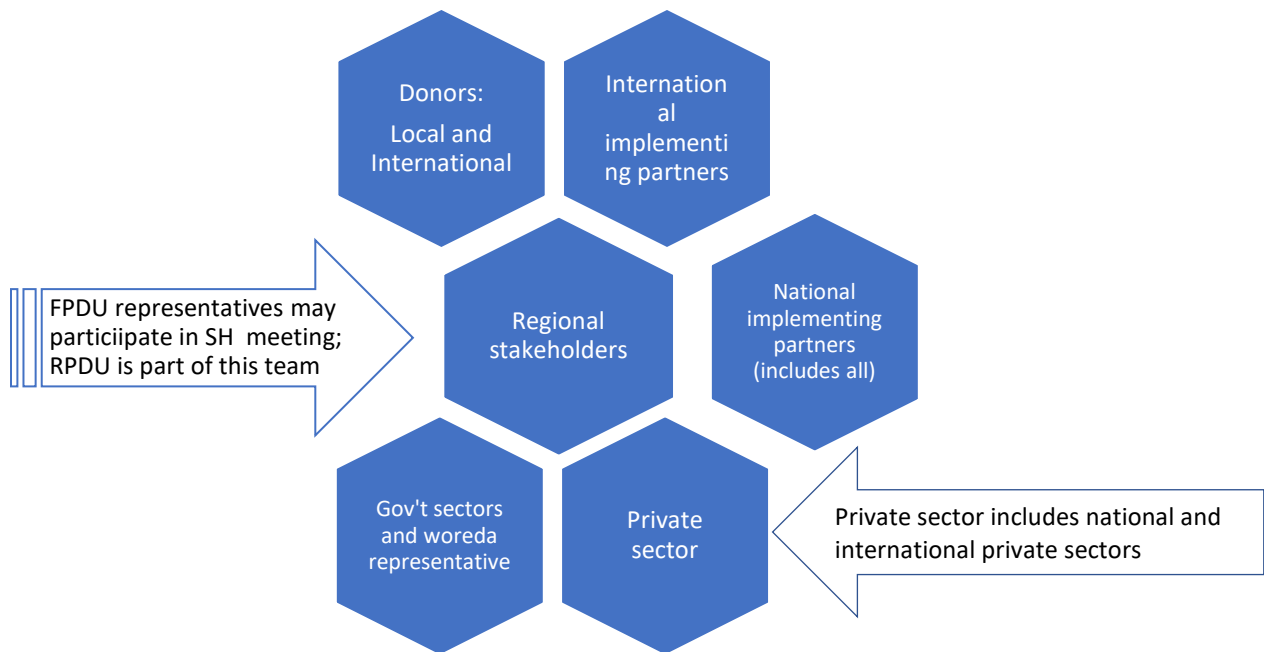 Donors:
Local and
International
Internation
al
implementi
ng partners
FPDU representatives may
particiipate in SH  meeting;
RPDU is part of this team
Regional
stakeholders
National
implementing
partners
(includes all)
Gov't sectors
and woreda
representative
Private
sector
Private sector includes national and
international private sectors